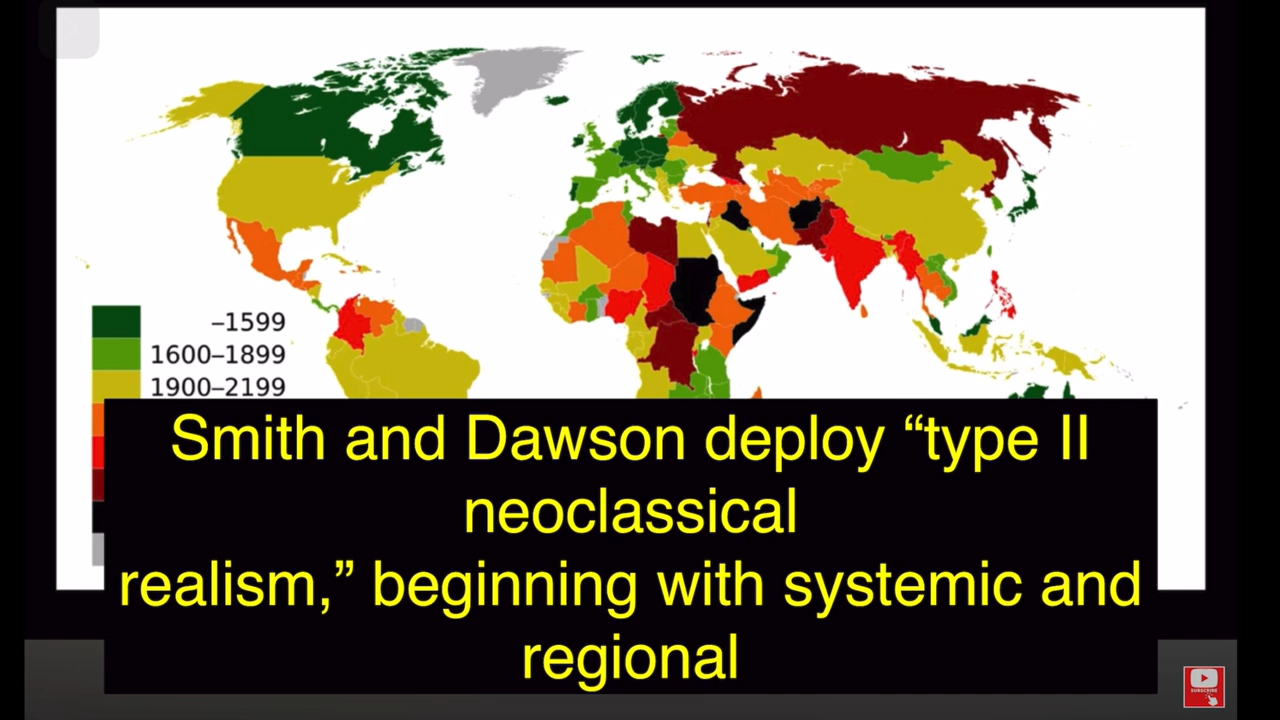 –1599
1600–1899
1900–2199
Smith and Dawson deploy “type II
neoclassical
realism,” beginning with systemic and
regional
SUBSCRIBE